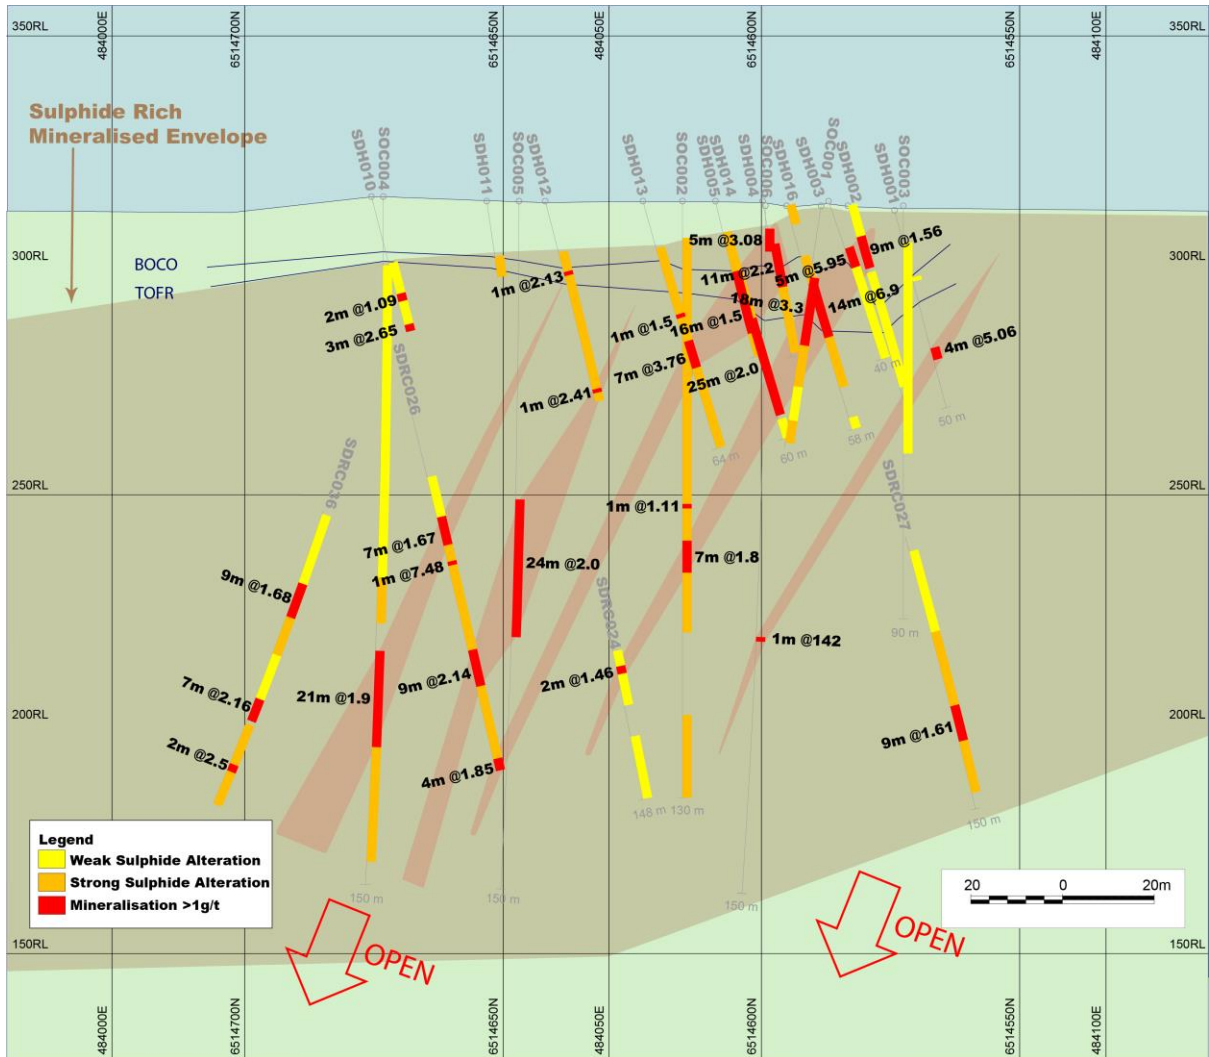 350RL
350RL
484000E
6514700N
6514650N
484050E
6514600N
6514550N
484100E
Sulphide Rich
Mineralised Envelope
SDH010
SOC004
SDH011
SOC005
SDH012
SDH013
SOC002
SDH005
SDH014
SDH004
SOC006
SDH016
SDH003
SOC001
SDH002
SDH001
SOC003
300RL
300RL
BOCO
TOFR
5m @3.08
9m @1.56
11m @2.2
5m @5.95
1m @2.13
2m @1.09
18m @3.3
14m @6.9
3m @2.65
1m @1.5
16m @1.5
4m @5.06
7m @3.76
25m @2.0
1m @2.41
SDRC026
40 m
50 m
58 m
60 m
64 m
SDRC036
SDRC027
250RL
250RL
1m @1.11
7m @1.67
7m @1.8
24m @2.0
1m @7.48
9m @1.68
SDRC024
90 m
1m @142
2m @1.46
9m @2.14
21m @1.9
7m @2.16
200RL
200RL
9m @1.61
2m @2.5
4m @1.85
148 m
130 m
150 m
150 m
150 m
150 m
Legend
Weak Sulphide Alteration
Strong Sulphide Alteration
Mineralisation >1g/t
20 0 20m
OPEN
OPEN
150RL
150RL
484000E
6514700N
6514650N
484050E
6514600N
6514550N
484100E